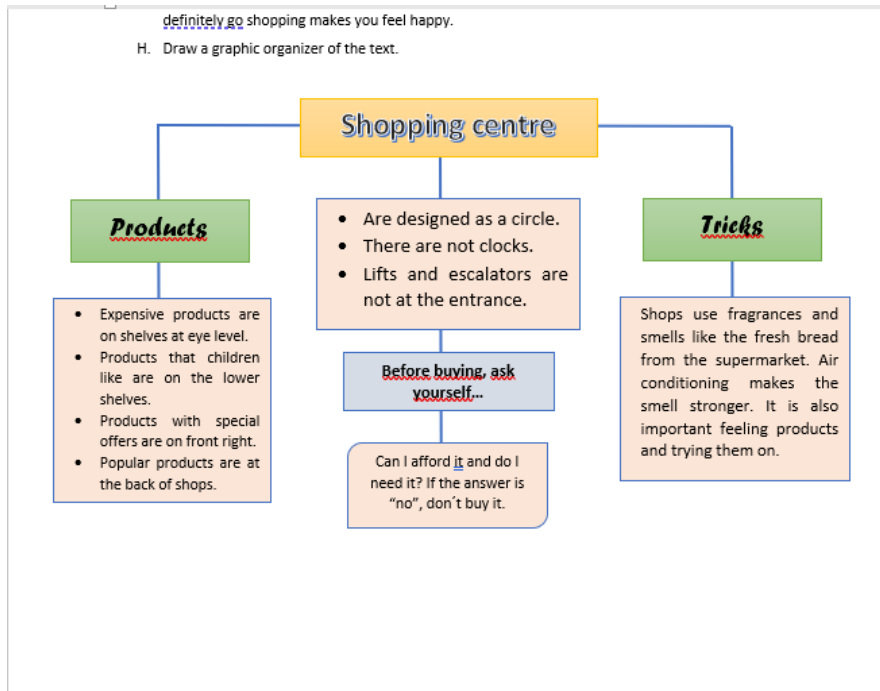 definitely go shopping makes you feel happy.
H. Draw a graphic organizer of the text.
Shopping centre
Products
• Expensive products are
on shelves at eye level.
• Products that children
like are on the lower
shelves.
• Products with special
offers are on front right.
• Popular products are at
the back of shops.
• Are designed as a circle.
• There are not clocks.
• Lifts and escalators are
not at the entrance.
Before buying, ask
yourself...
Can I afford it and do I
need it? If the answer is
“no”, don´t buy it.
Tricks
Shops use fragrances and
smells like the fresh bread
from the supermarket. Air
conditioning makes the
smell stronger. It is also
important feeling products
and trying them on.